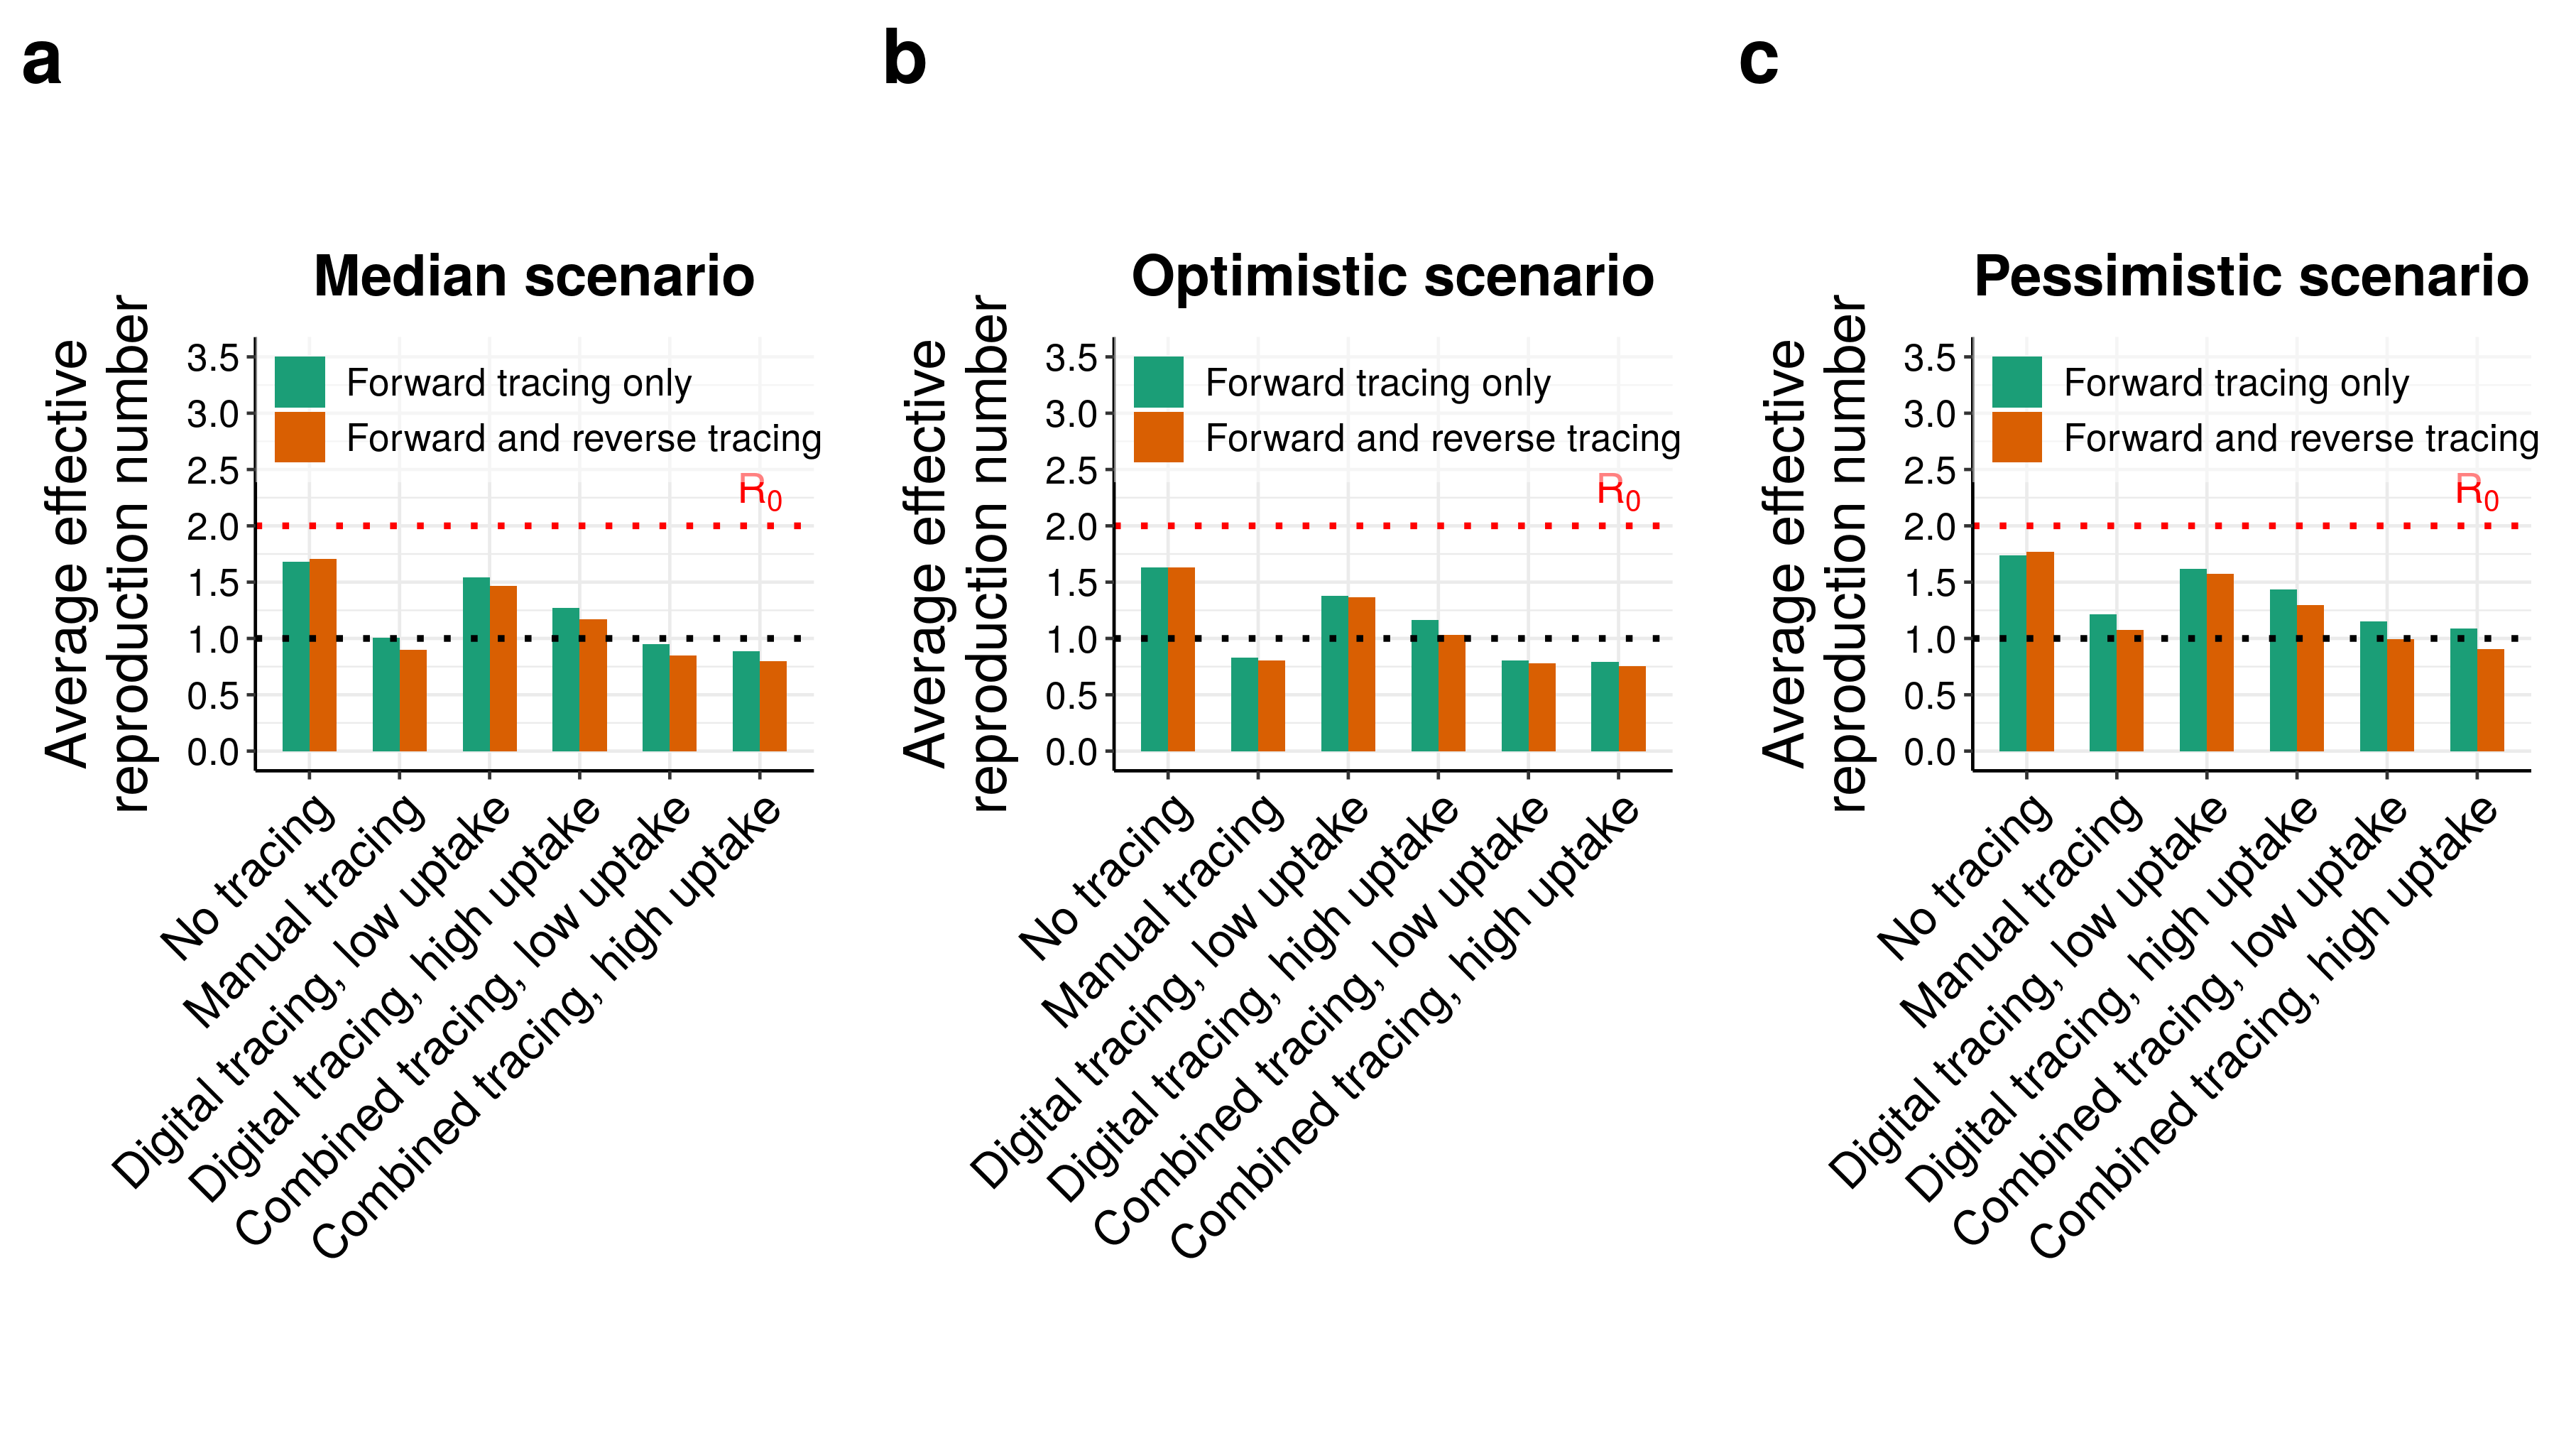 a
Median scenario
Average effective
reproduction number
3.5
3.0
2.5
2.0
1.5
1.0
0.5
0.0
Forward tracing only
Forward and reverse tracing
R0
No tracing
Manual tracing
Digital tracing, low uptake
Digital tracing, high uptake
Combined tracing, low uptake
Combined tracing, high uptake
b
Optimistic scenario
Average effective
reproduction number
3.5
3.0
2.5
2.0
1.5
1.0
0.5
0.0
Forward tracing only
Forward and reverse tracing
R0
No tracing
Manual tracing
Digital tracing, low uptake
Digital tracing, high uptake
Combined tracing, low uptake
Combined tracing, high uptake
c
Pessimistic scenario
Average effective
reproduction number
3.5
3.0
2.5
2.0
1.5
1.0
0.5
0.0
Forward tracing only
Forward and reverse tracing
R0
No tracing
Manual tracing
Digital tracing, low uptake
Digital tracing, high uptake
Combined tracing, low uptake
Combined tracing, high uptake